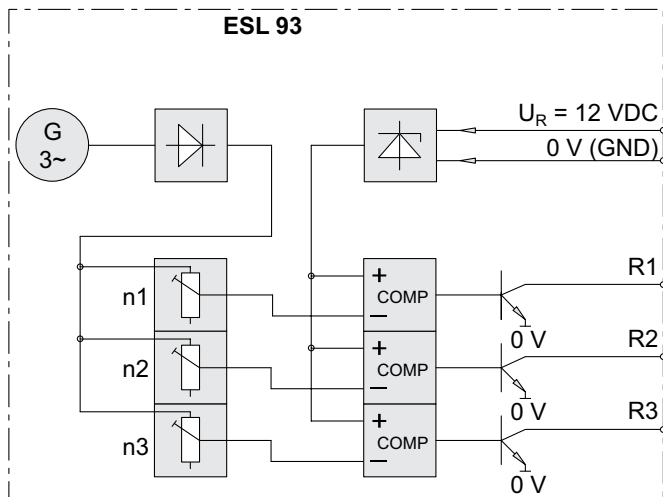 ESL 93
G
3~
U_R = 12 VDC
0 V (GND)
n1
+
COMP
–
R1
0 V
n2
+
COMP
–
R2
0 V
n3
+
COMP
–
R3
0 V